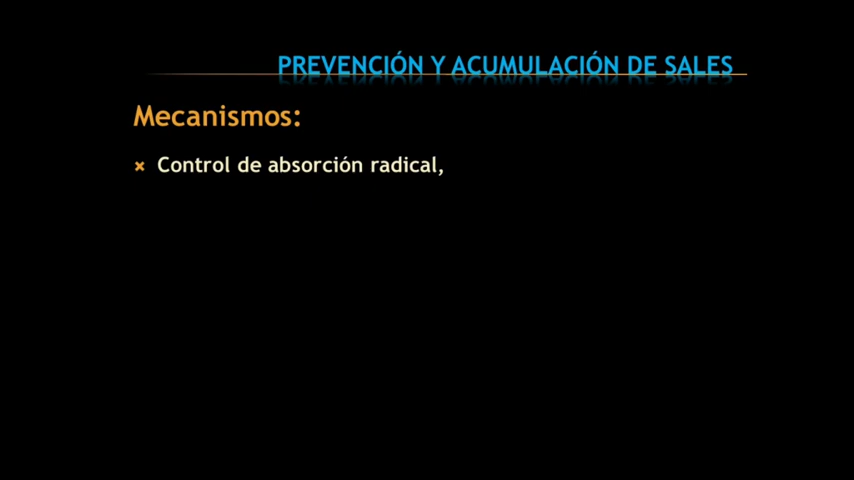 PREVENCIÓN Y ACUMULACIÓN DE SALES
Mecanismos:
Control de absorción radical,